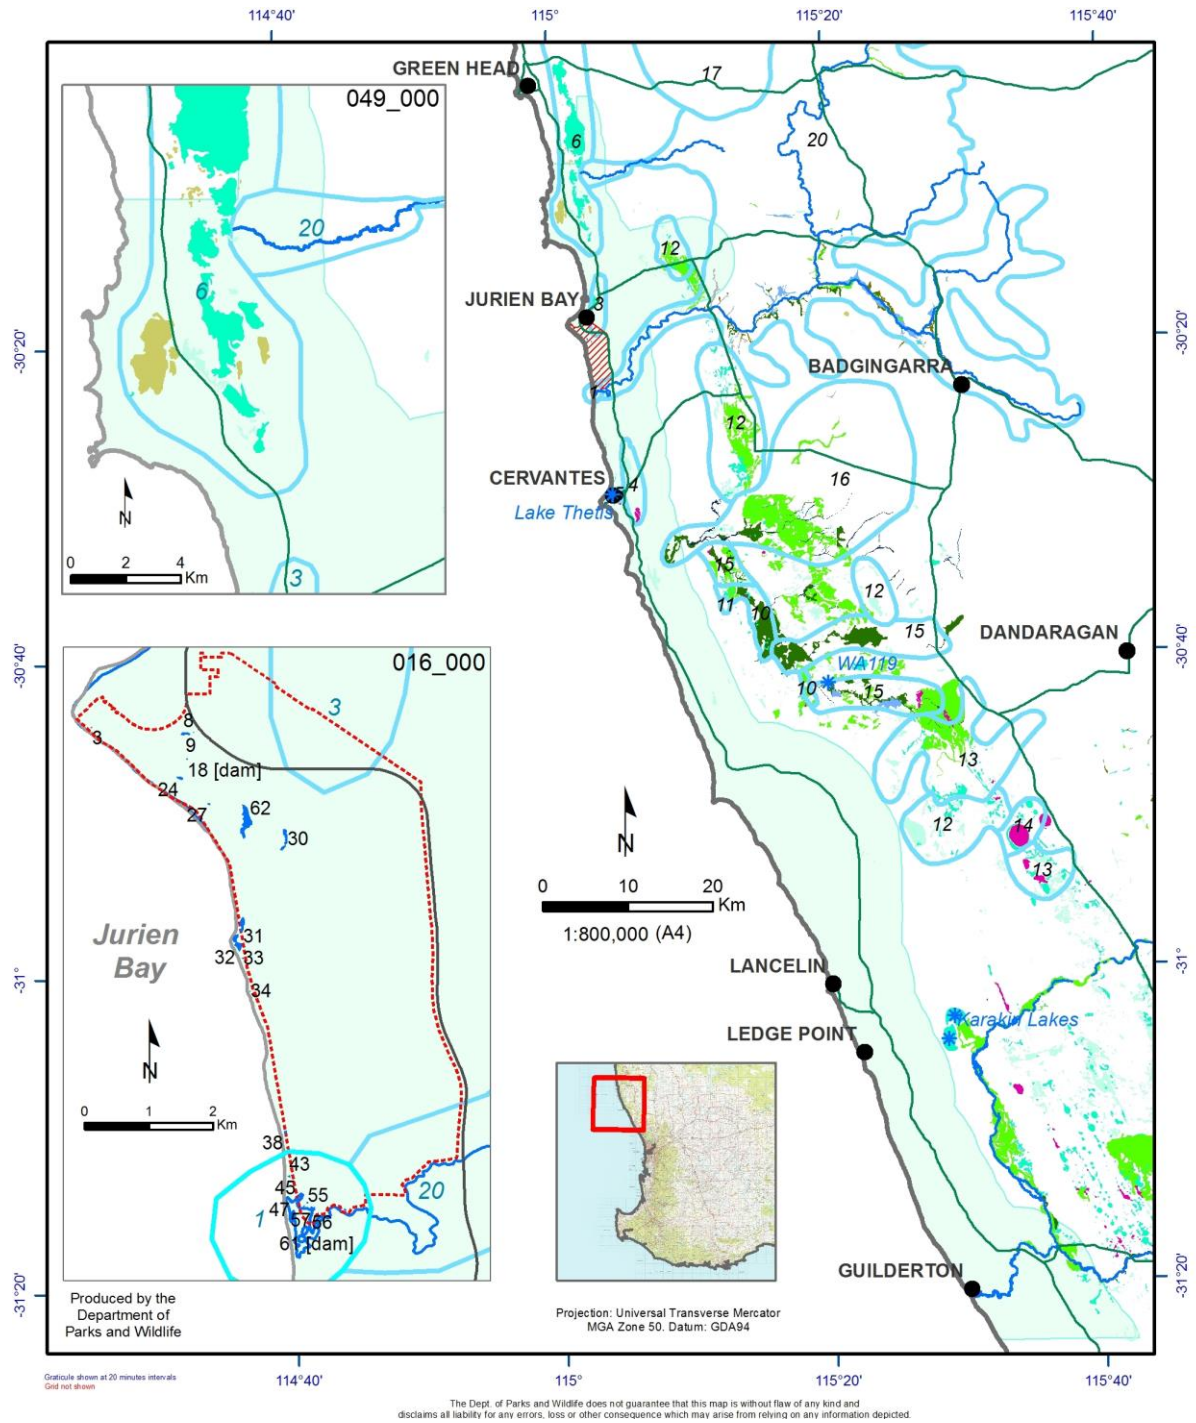 114°40'
115°
115°20'
115°40'
049_000
20
6
3
N
0 2 4
Km
GREEN HEAD
17
6
20
12
JURIEN BAY
3
BADGINGARRA
1
12
CERVANTES
4
16
Lake Thetis
15
11
10
12
15
DANDARAGAN
WA119
10
15
13
12
14
13
N
0 10 20
Km
1:800,000 (A4)
LANCELIN
LEDGE POINT
Karakin Lakes
GUILDERTON
-30°20'
-30°40'
-31°
-31°20'
-30°20'
-30°40'
-31°
-31°20'
016_000
3
3
8
9
18 [dam]
24
27
62
30
31
32
33
34
Jurien
Bay
N
0 1 2
Km
38
43
45
55
47
57
56
61 [dam]
1
20
Produced by the
Department of
Parks and Wildlife
Projection: Universal Transverse Mercator
MGA Zone 50. Datum: GDA94
Graticule shown at 20 minutes intervals
Grid not shown
114°40'
115°
115°20'
115°40'
The Dept. of Parks and Wildlife does not guarantee that this map is without flaw of any kind and
disclaims all liability for any errors, loss or other consequence which may arise from relying on any information depicted.